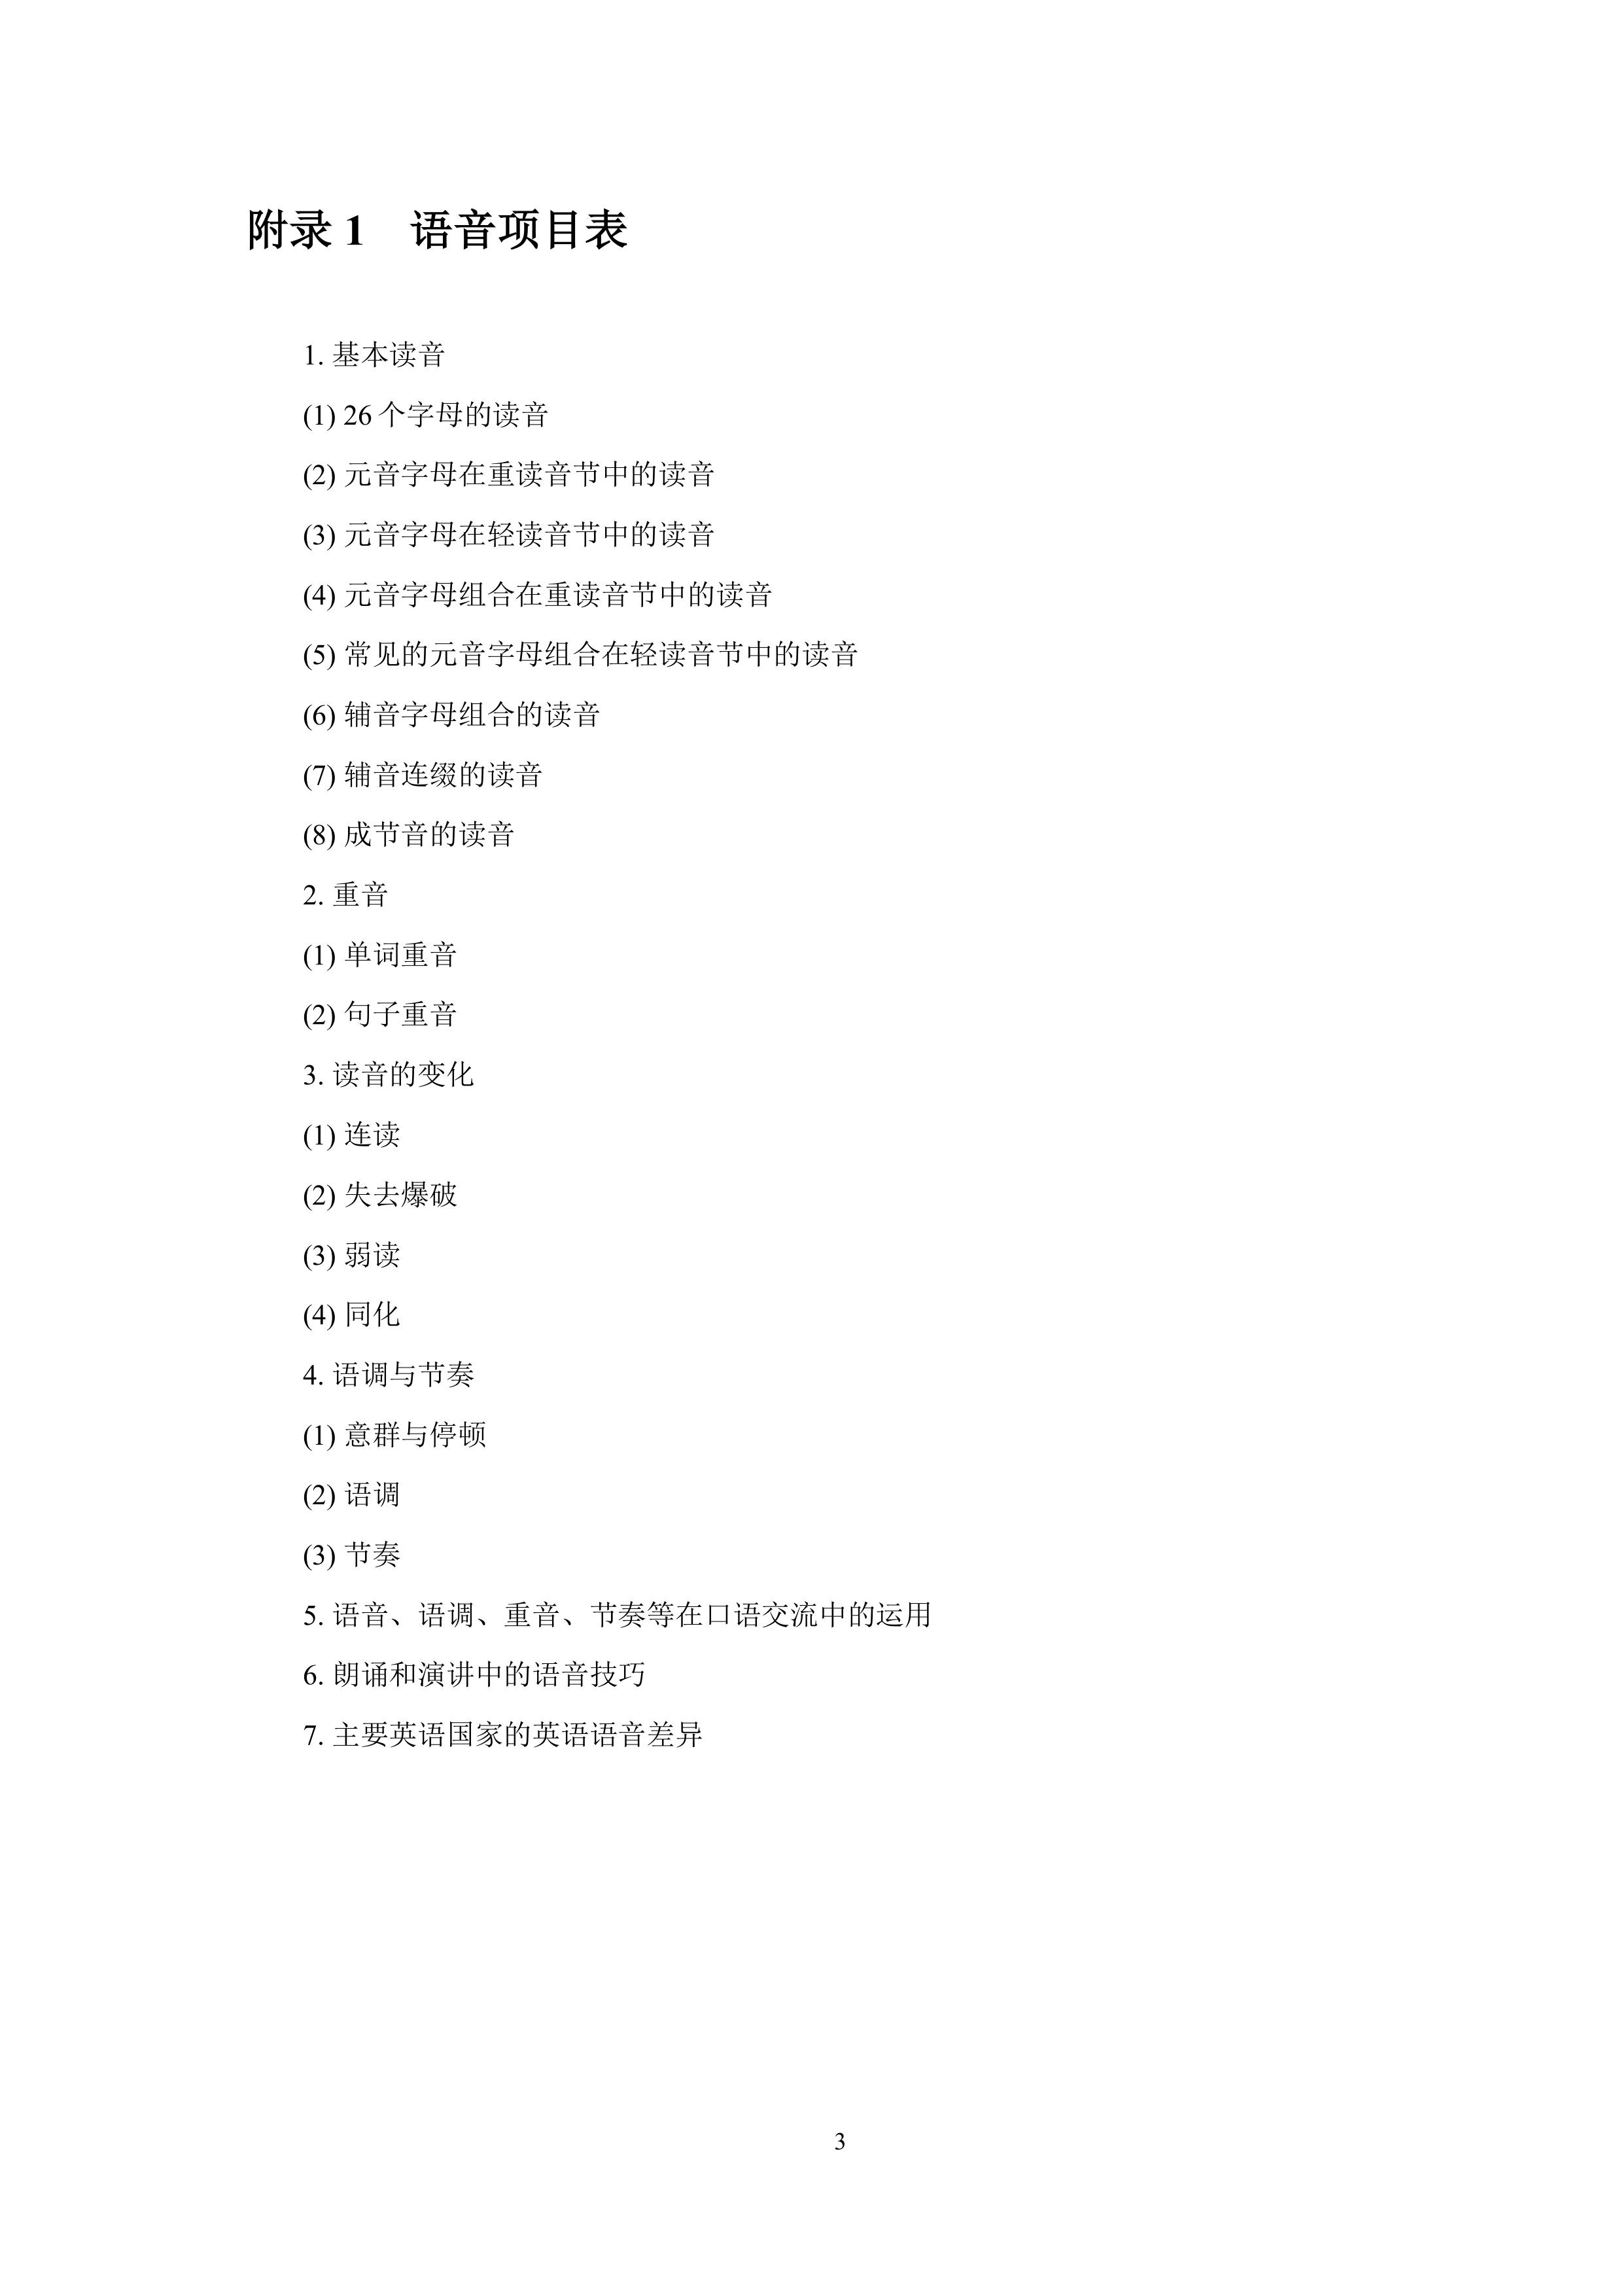 附录 1　语音项目表
1. 基本读音
(1) 26 个字母的读音
(2) 元音字母在重读音节中的读音
(3) 元音字母在轻读音节中的读音
(4) 元音字母组合在重读音节中的读音
(5) 常见的元音字母组合在轻读音节中的读音
(6) 辅音字母组合的读音
(7) 辅音连缀的读音
(8) 成节音的读音
2. 重音
(1) 单词重音
(2) 句子重音
3. 读音的变化
(1) 连读
(2) 失去爆破
(3) 弱读
(4) 同化
4. 语调与节奏
(1) 意群与停顿
(2) 语调
(3) 节奏
5. 语音、语调、重音、节奏等在口语交流中的运用
6. 朗诵和演讲中的语音技巧
7. 主要英语国家的英语语音差异
3